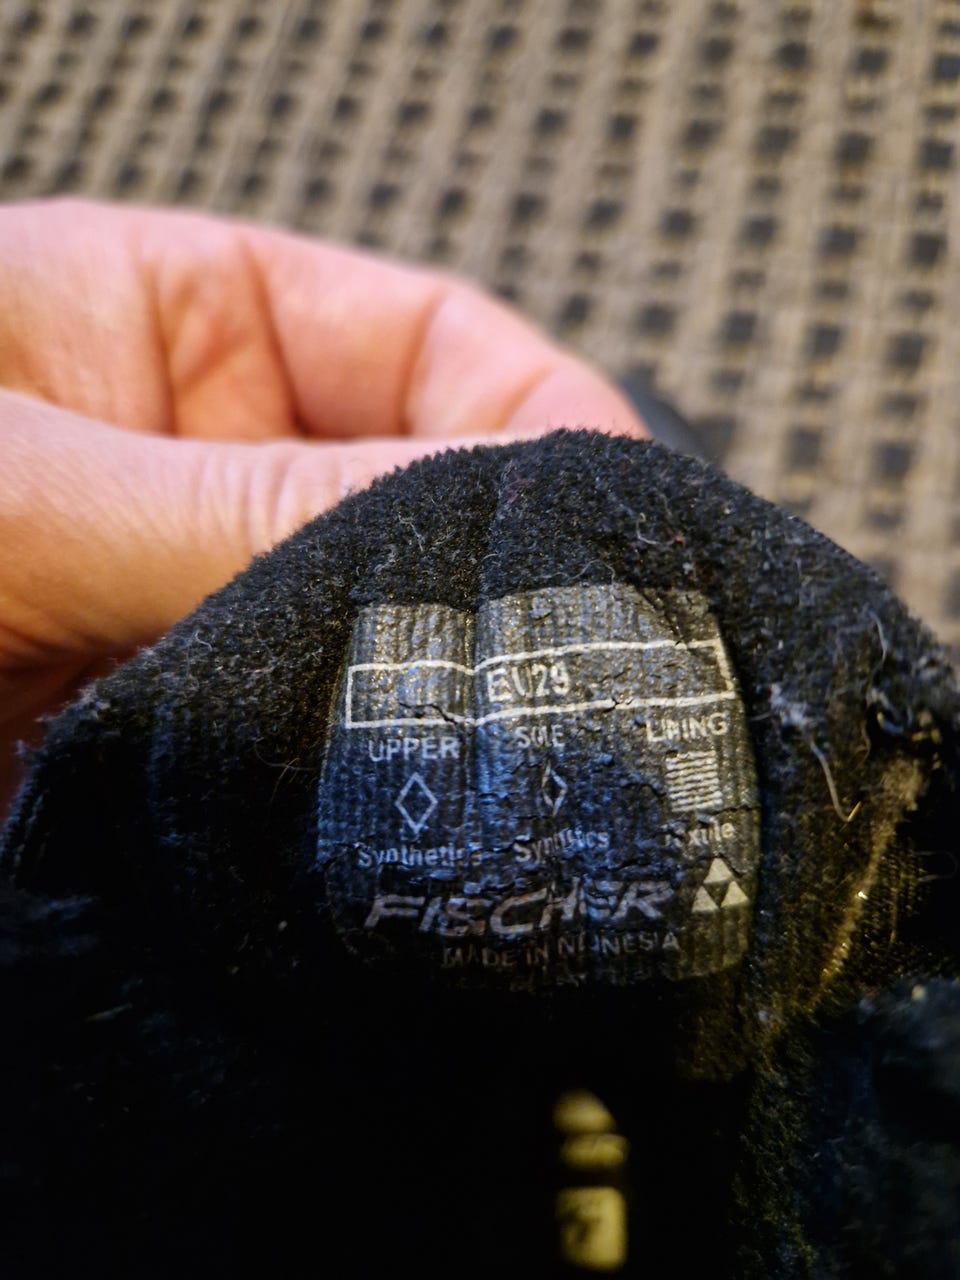 EU29
UPPER SOLE LINING
Synthetics Synthetics Textile
FISCHER
MADE IN INDONESIA